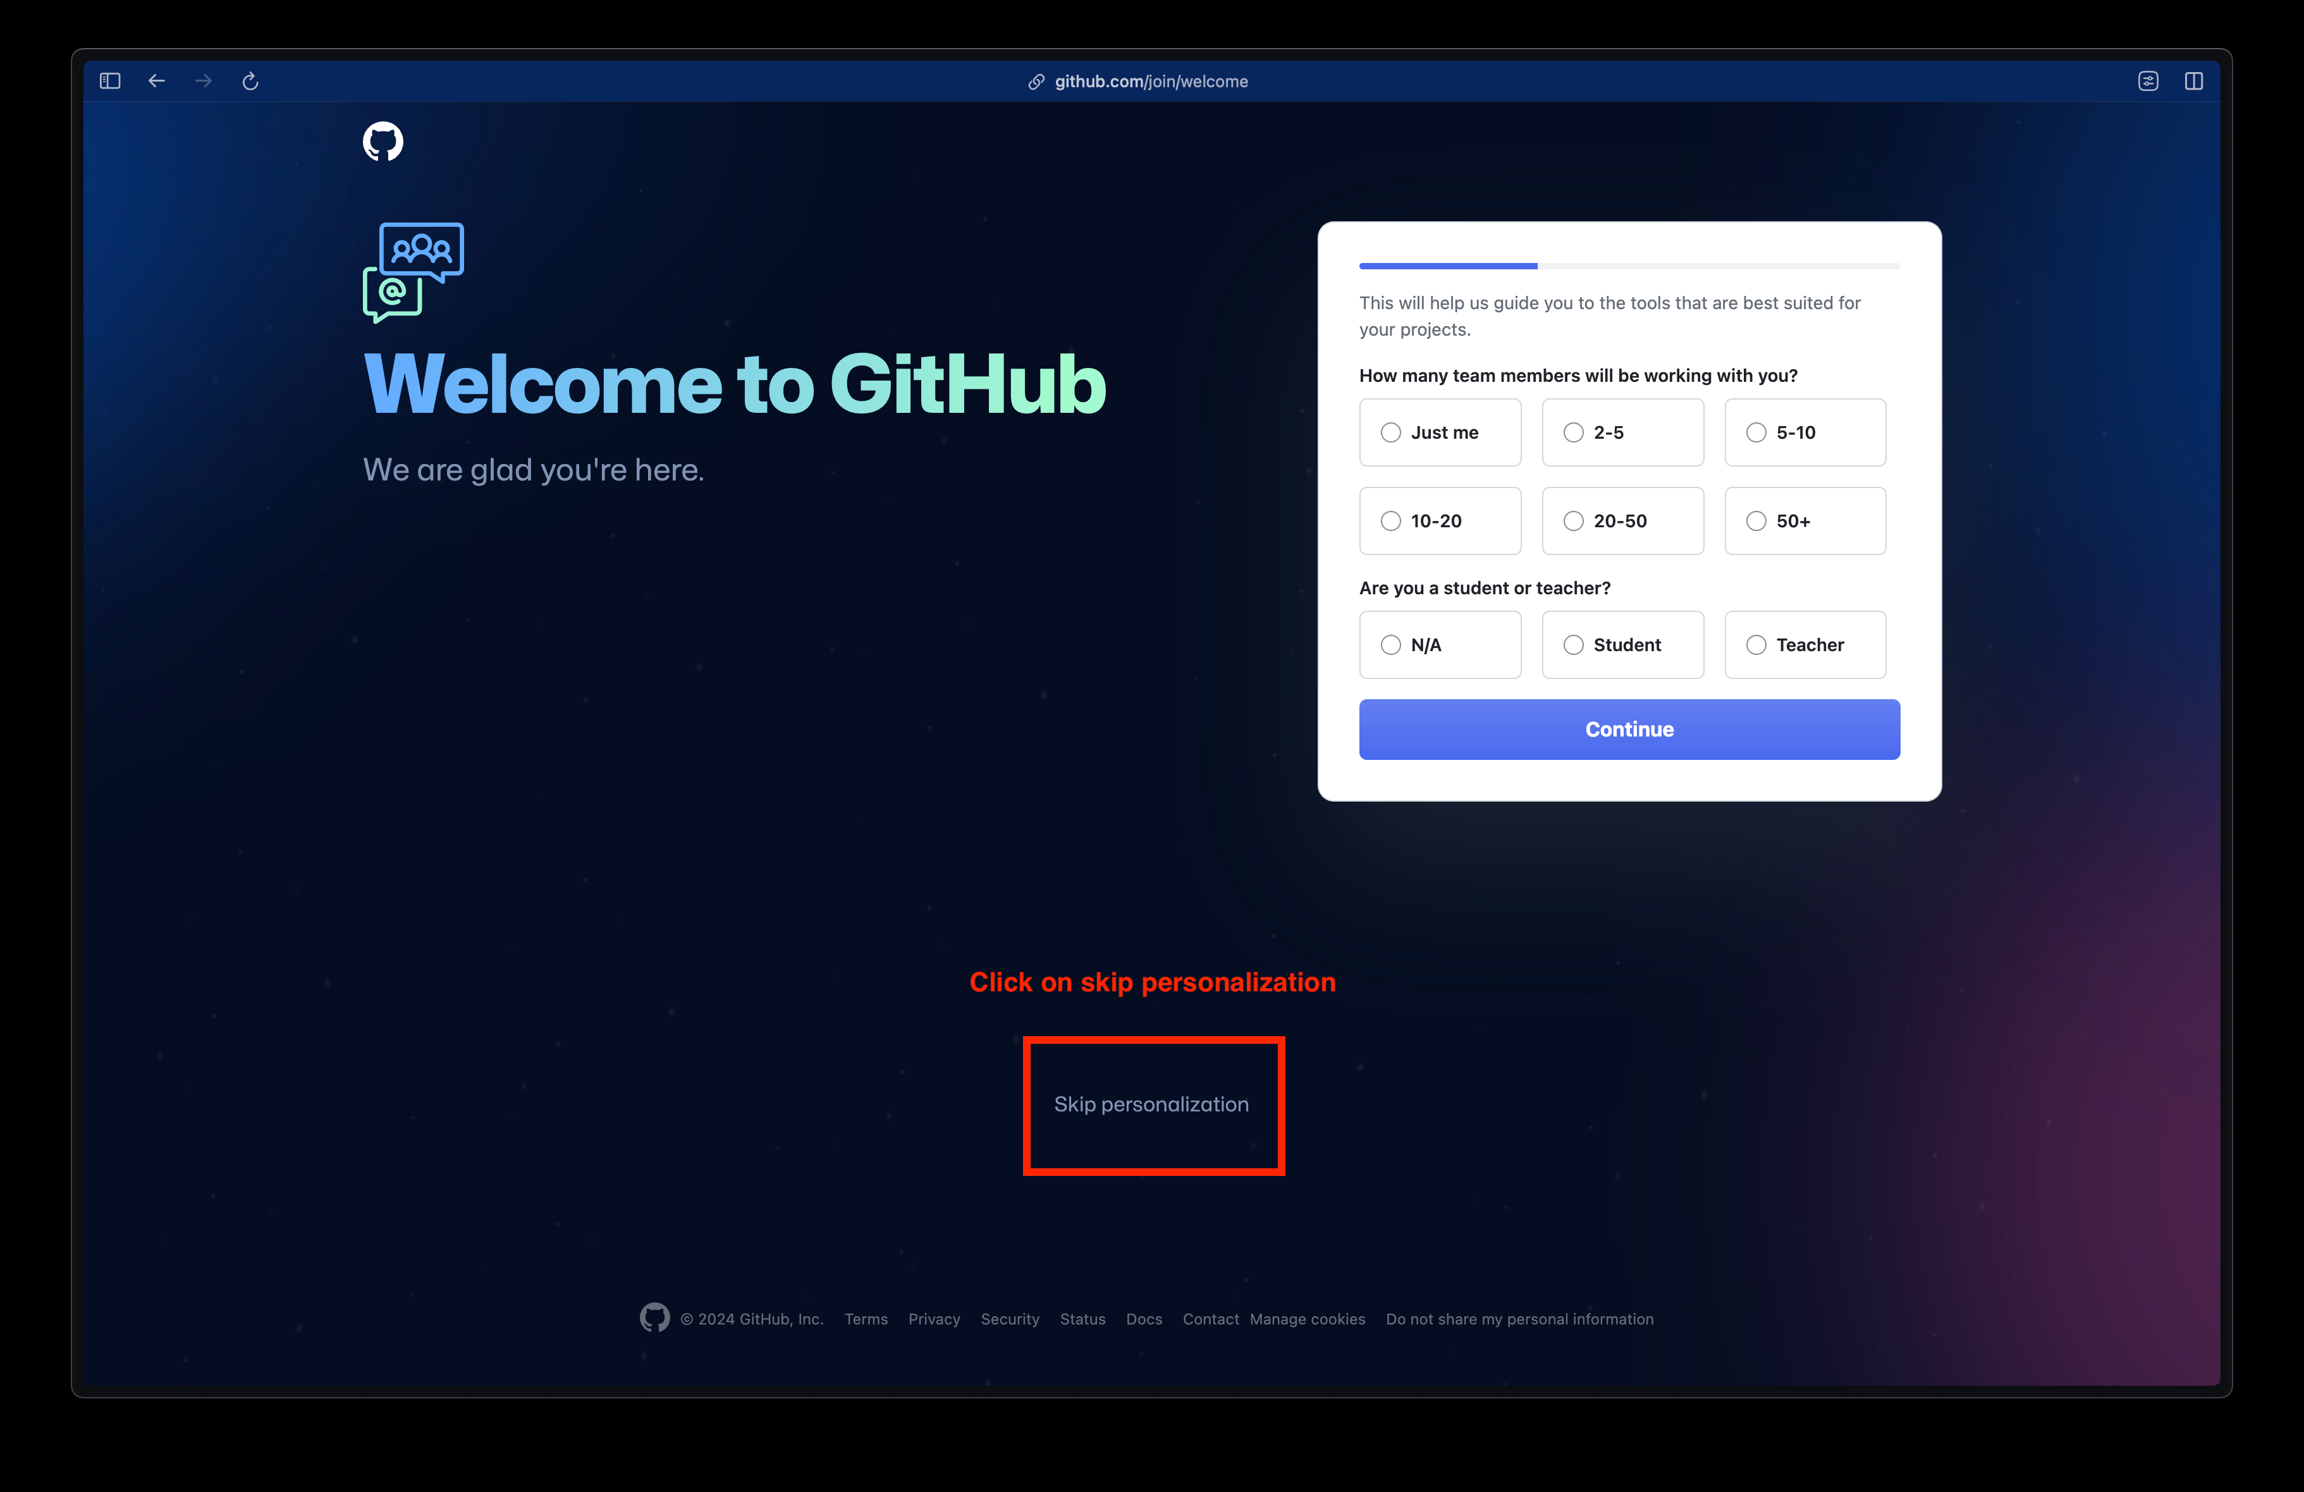 github.com/join/welcome
Welcome to GitHub
We are glad you're here.
This will help us guide you to the tools that are best suited for
your projects.
How many team members will be working with you?
Just me
2-5
5-10
10-20
20-50
50+
Are you a student or teacher?
N/A
Student
Teacher
Continue
Click on skip personalization
Skip personalization
© 2024 GitHub, Inc. Terms Privacy Security Status Docs Contact Manage cookies Do not share my personal information